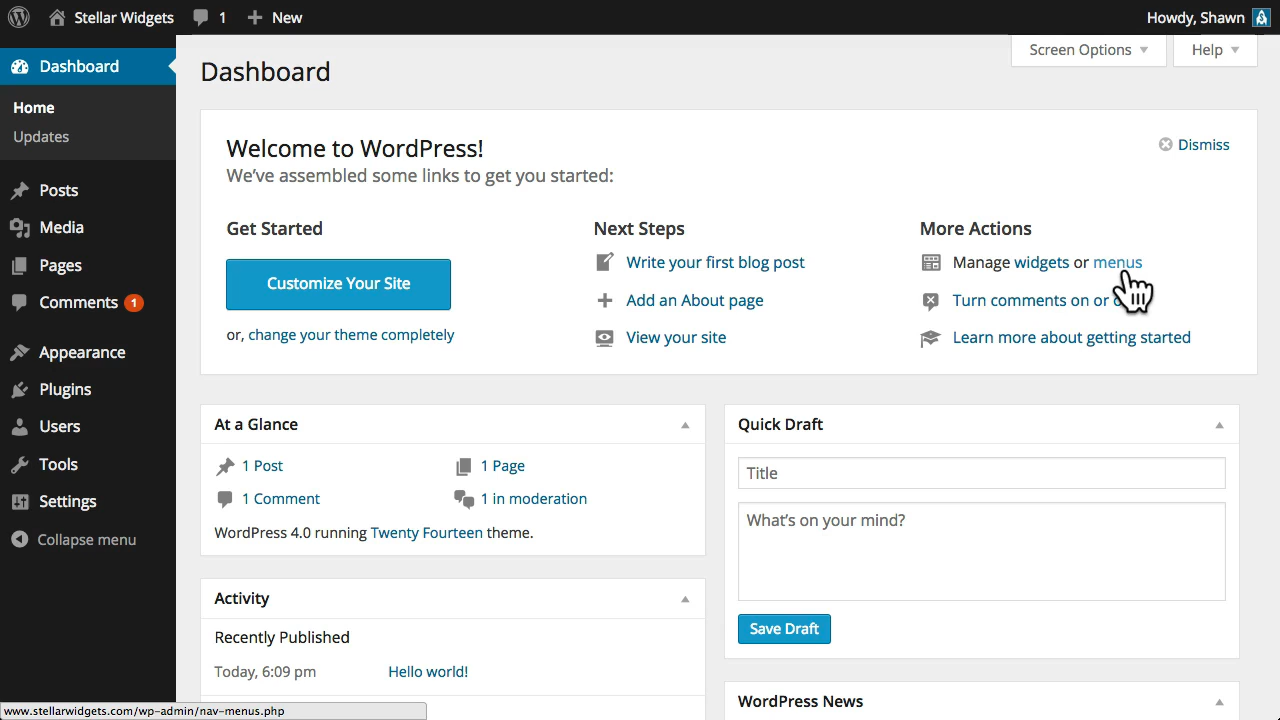 Stellar Widgets 1 New Howdy, Shawn
Screen Options Help
Dashboard
Home
Updates
Posts
Media
Pages
Comments 1
Appearance
Plugins
Users
Tools
Settings
Collapse menu
Dashboard
Welcome to WordPress!
We've assembled some links to get you started:
Dismiss
Get Started
Customize Your Site
or, change your theme completely
Next Steps
Write your first blog post
Add an About page
View your site
More Actions
Manage widgets or menus
Turn comments on or
Learn more about getting started
At a Glance
1 Post 1 Page
1 Comment 1 in moderation
WordPress 4.0 running Twenty Fourteen theme.
Activity
Recently Published
Today, 6:09 pm Hello world!
Quick Draft
Title
What's on your mind?
Save Draft
WordPress News
www.stellarwidgets.com/wp-admin/nav-menus.php